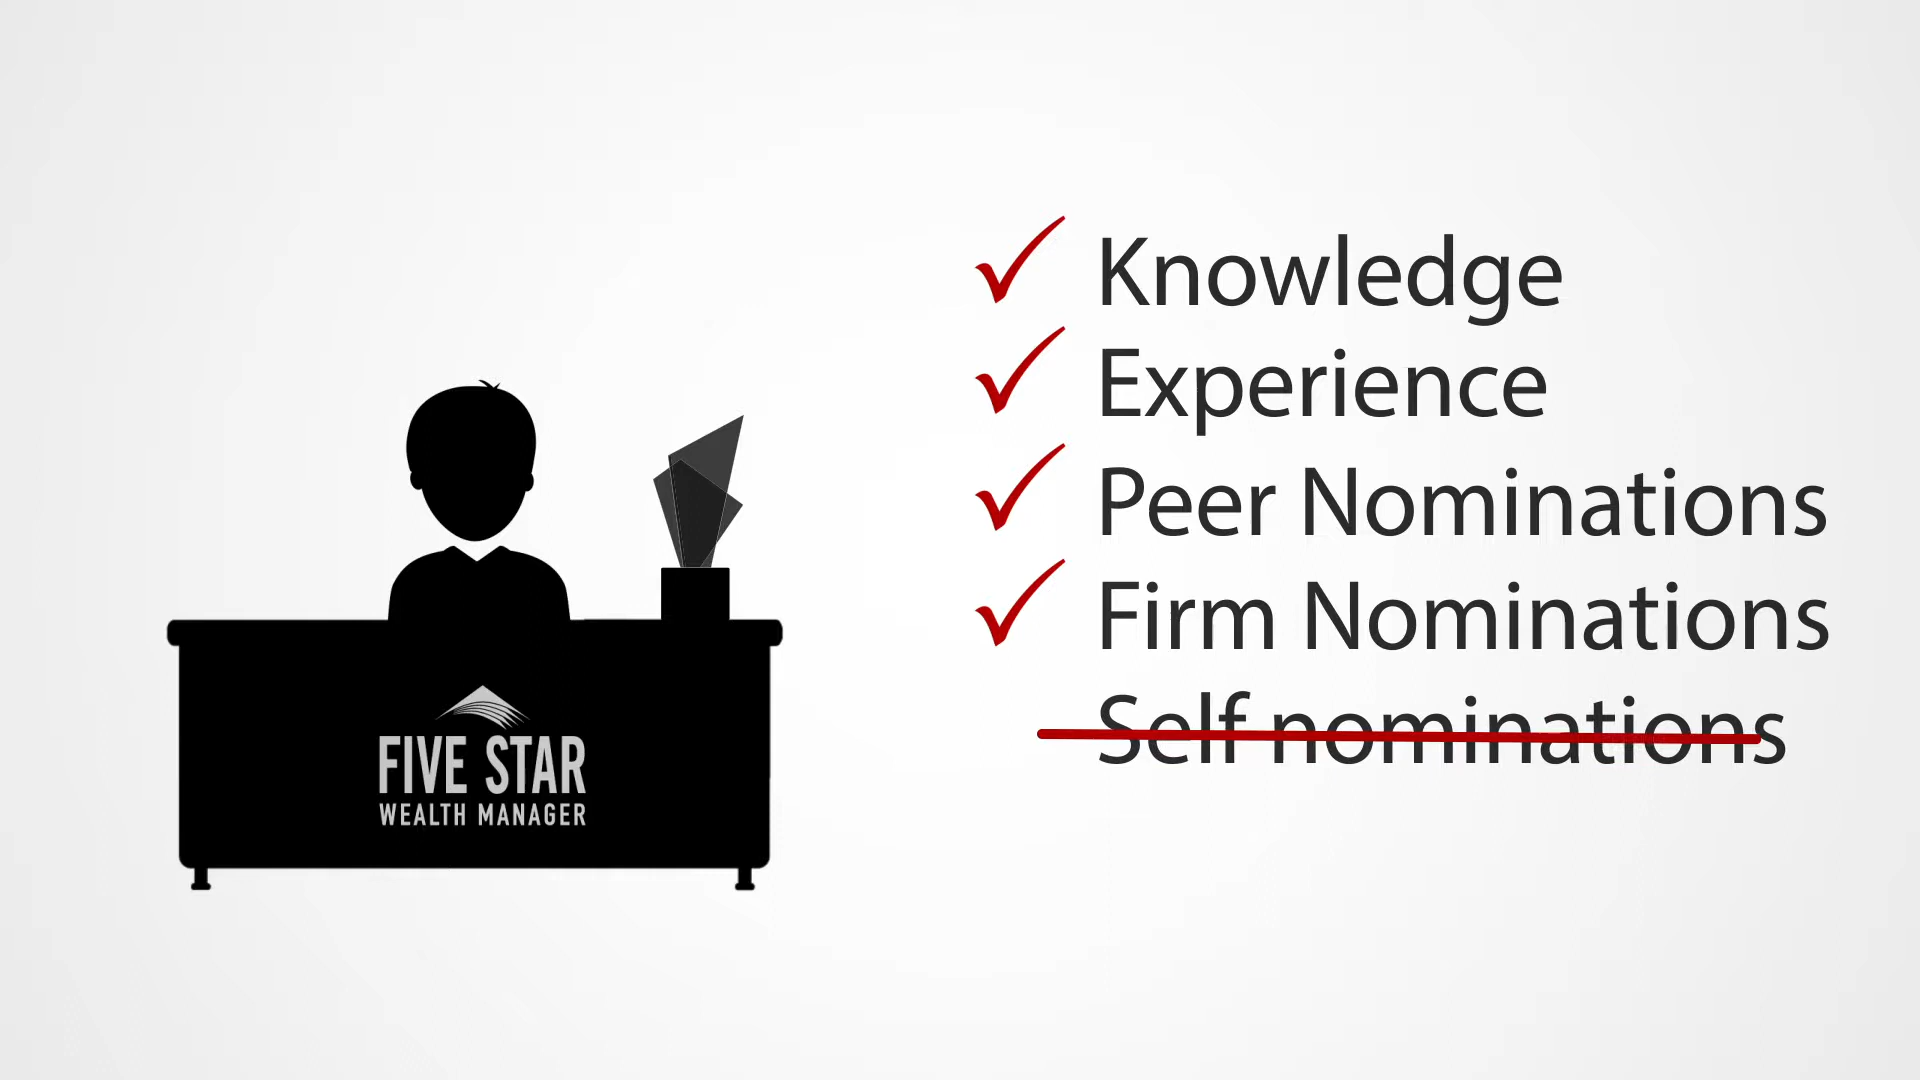 Knowledge
Experience
Peer Nominations
Firm Nominations
Self nominations
FIVE STAR
WEALTH MANAGER